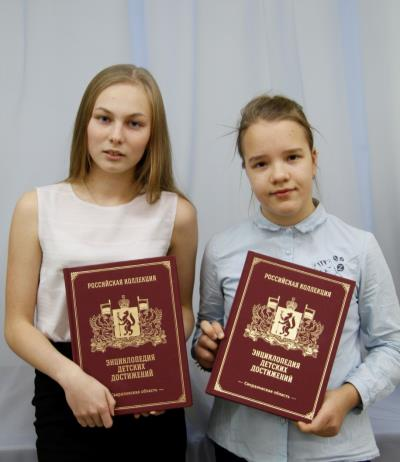 РОССИЙСКАЯ КОЛЛЕКЦИЯ
ЭНЦИКЛОПЕДИЯ
ДЕТСКИХ
ДОСТИЖЕНИЙ
— Свердловская область —
РОССИЙСКАЯ КОЛЛЕКЦИЯ
ЭНЦИКЛОПЕДИЯ
ДЕТСКИХ
ДОСТИЖЕНИЙ
— Свердловская область —